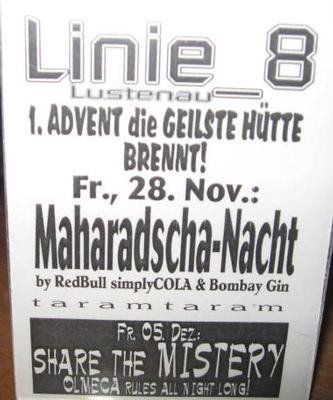 Linie_8
Lustenau
1. ADVENT die GEILSTE HÜTTE
BRENNT!
Fr., 28. Nov.:
Maharadscha-Nacht
by RedBull simplyCOLA & Bombay Gin
taramtaram
FR. 05. DEZ.:
SHARE THE MISTERY
OLMECA RULES ALL NIGHT LONG!